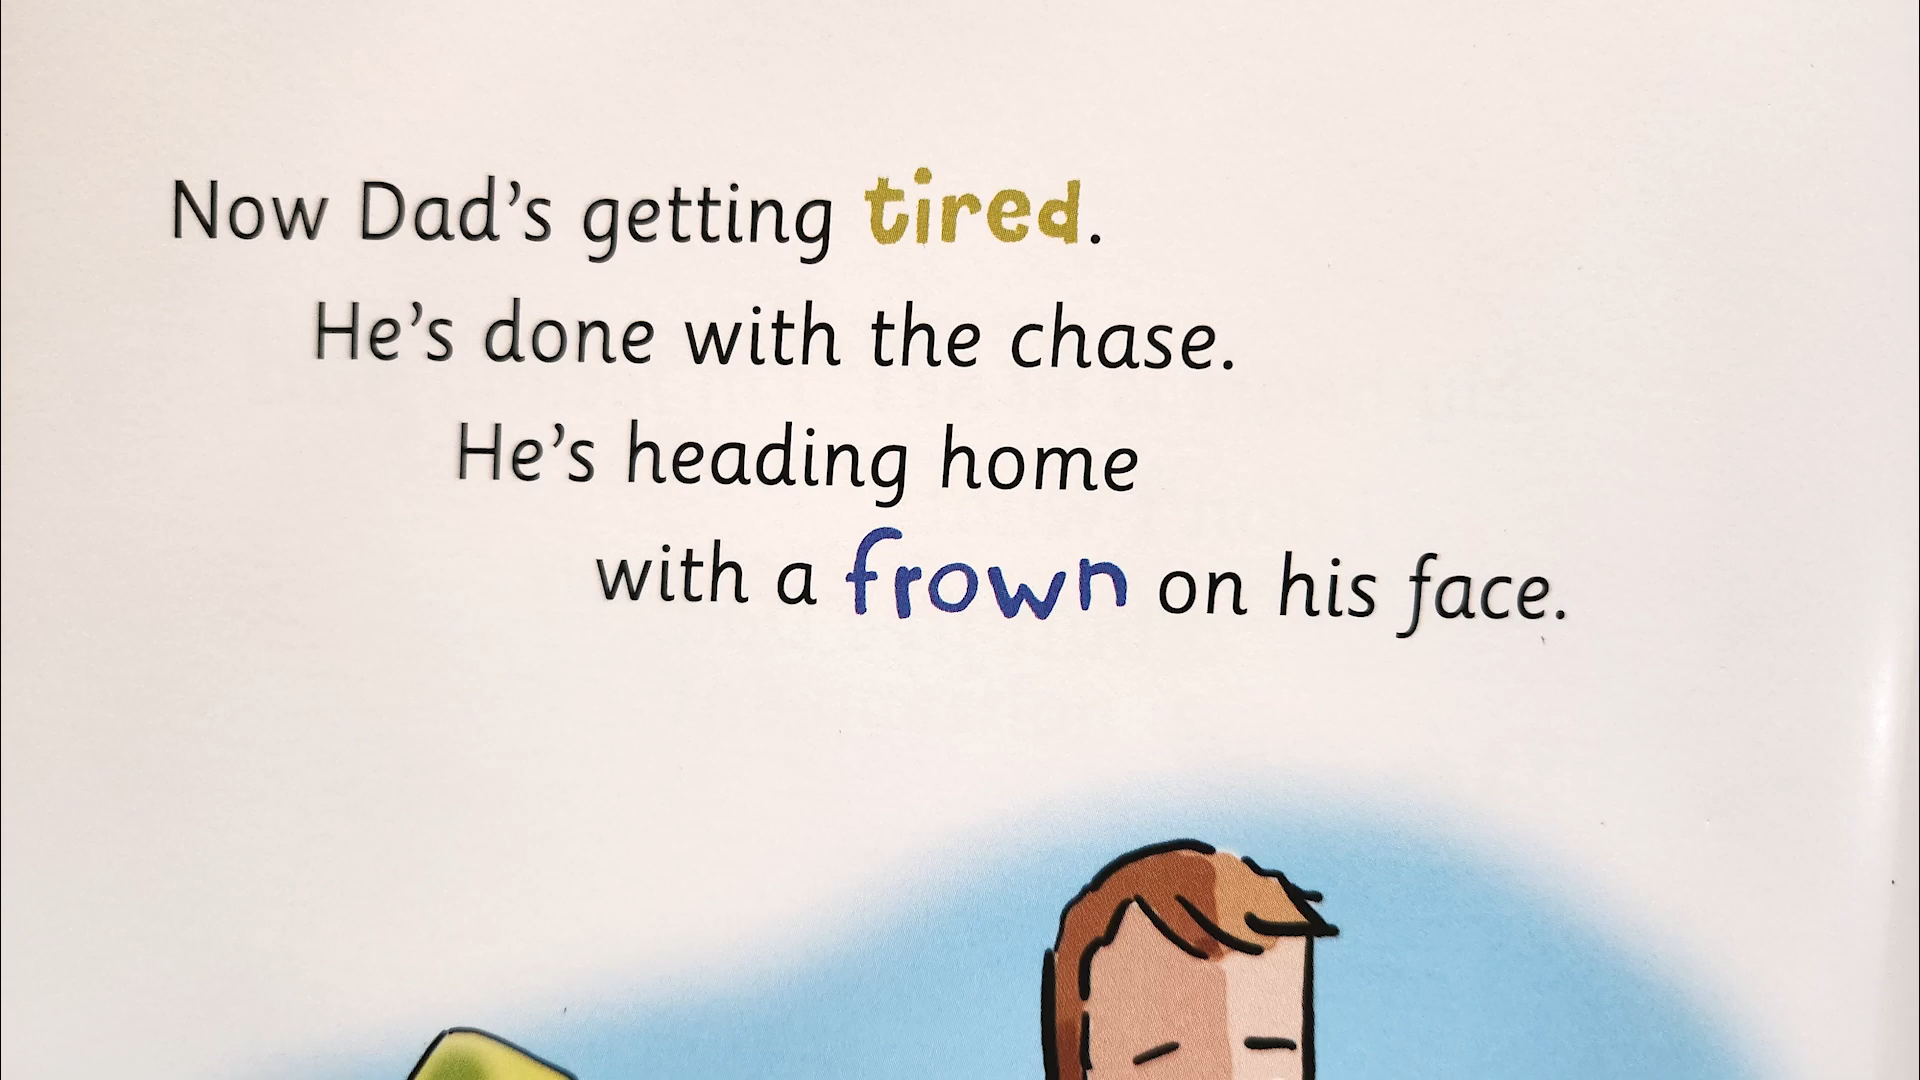 Now Dad’s getting tired.
He’s done with the chase.
He’s heading home
with a frown on his face.